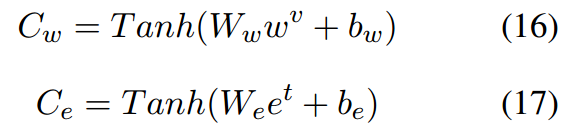 C_w = Tanh(W_w w^v + b_w) (16)
C_e = Tanh(W_e e^t + b_e) (17)